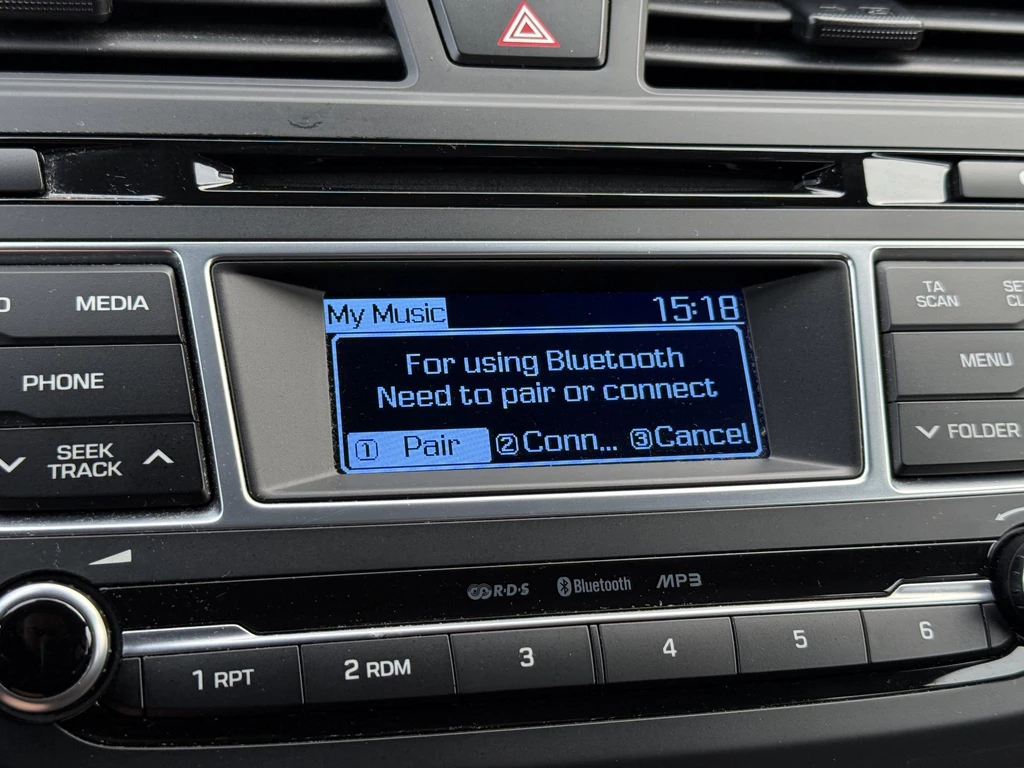 MEDIA
PHONE
SEEK
TRACK
My Music 15:18
For using Bluetooth
Need to pair or connect
1 Pair 2 Conn... 3 Cancel
TA
SCAN
MENU
FOLDER
R·D·S Bluetooth MP3
1 RPT 2 RDM 3 4 5 6